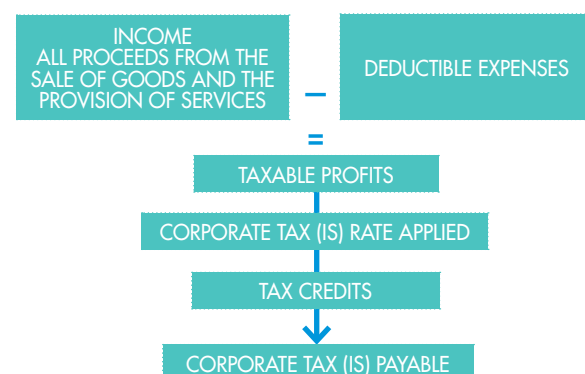 INCOME
ALL PROCEEDS FROM THE
SALE OF GOODS AND THE
PROVISION OF SERVICES
–
DEDUCTIBLE EXPENSES
=
TAXABLE PROFITS
CORPORATE TAX (IS) RATE APPLIED
TAX CREDITS
CORPORATE TAX (IS) PAYABLE